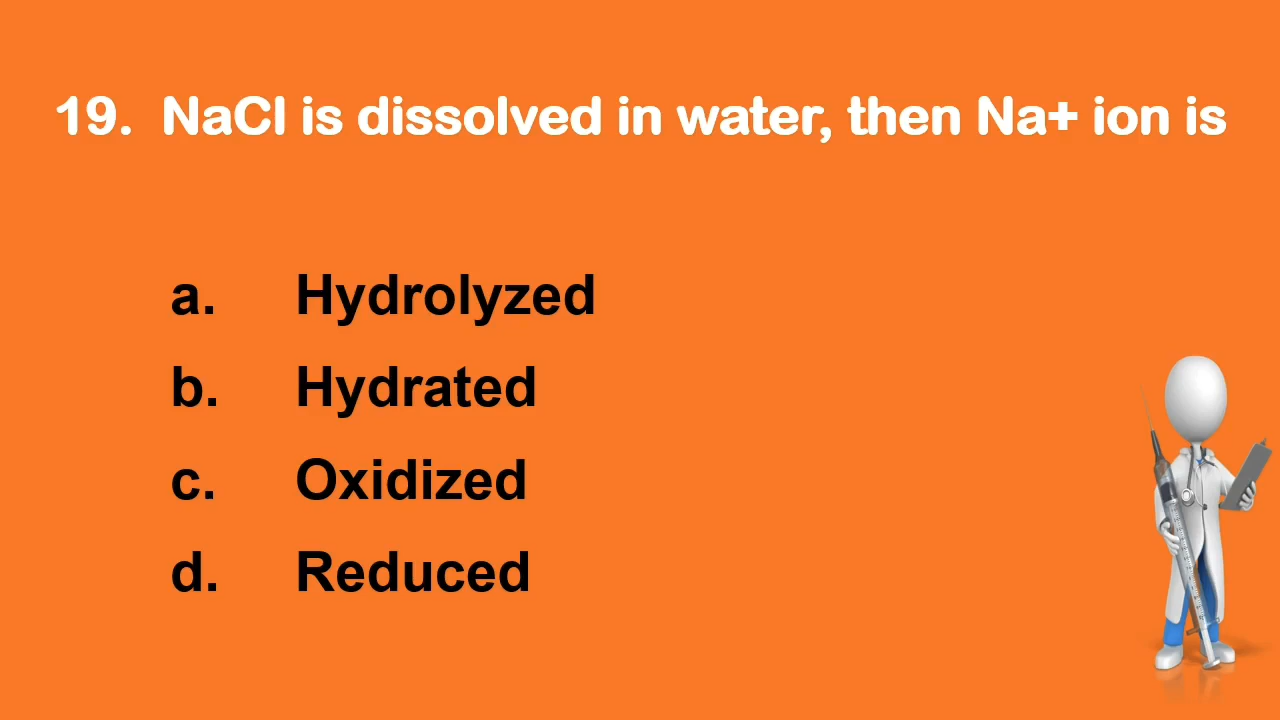 19. NaCl is dissolved in water, then Na+ ion is
a. Hydrolyzed
b. Hydrated
c. Oxidized
d. Reduced